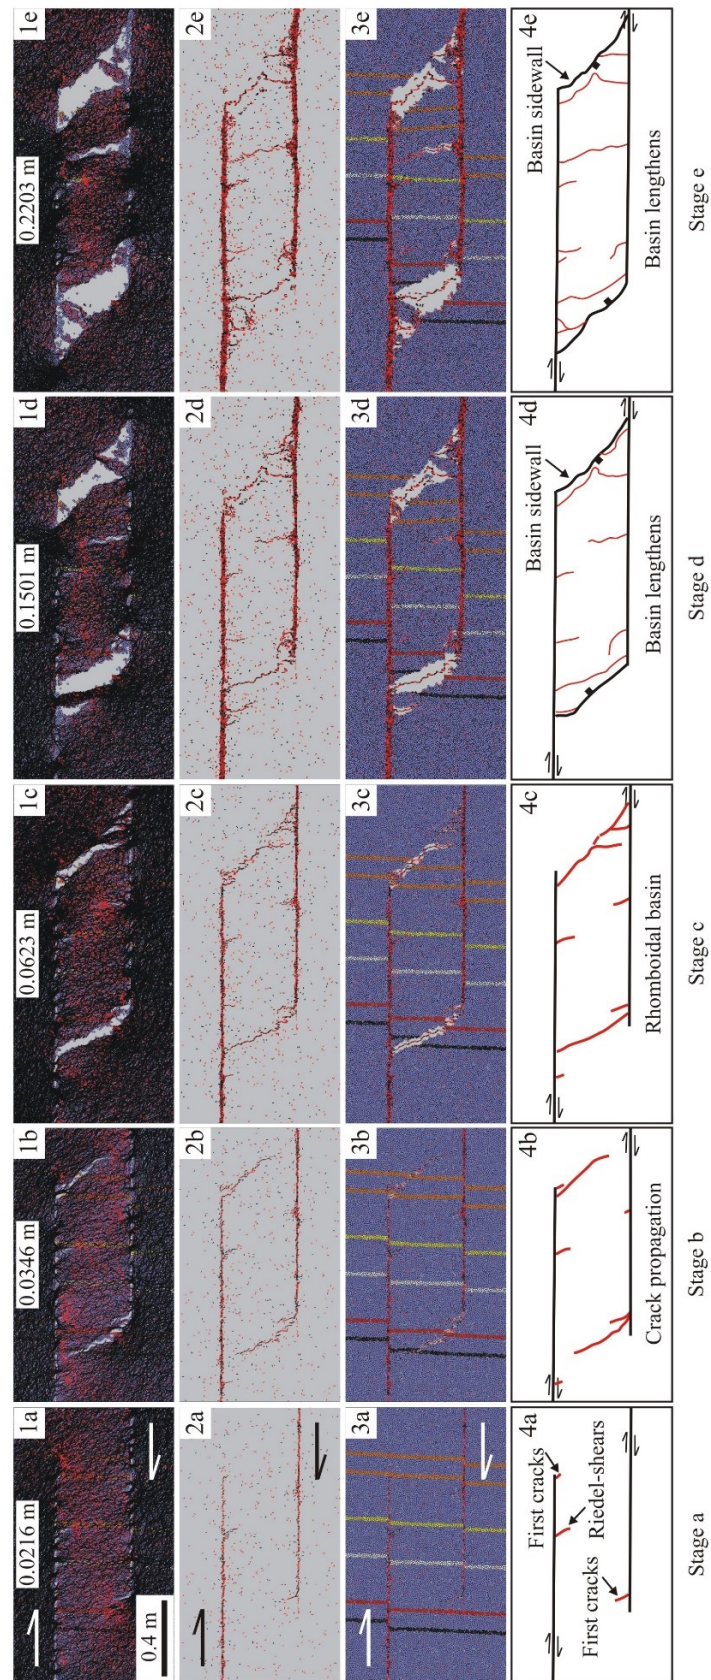 0.0216 m
1a
0.4 m
2a
3a
4a
First cracks
Riedel-shears
First cracks
Stage a
0.0346 m
1b
2b
3b
4b
Crack propagation
Stage b
0.0623 m
1c
2c
3c
4c
Rhomboidal basin
Stage c
0.1501 m
1d
2d
3d
4d
Basin sidewall
Basin lengthens
Stage d
0.2203 m
1e
2e
3e
4e
Basin sidewall
Basin lengthens
Stage e